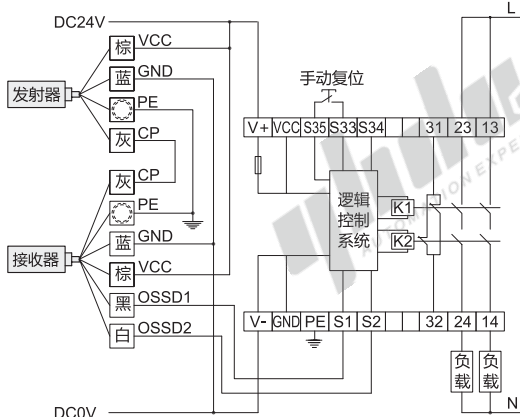 DC24V
L
棕 VCC
蓝 GND
PE
灰 CP
发射器
手动复位
V+ VCC S35 S33 S34 31 23 13
灰 CP
PE
蓝 GND
棕 VCC
黑 OSSD1
白 OSSD2
接收器
逻辑
控制
系统
K1
K2
AUTOMATION EXPE
V- GND PE S1 S2 32 24 14
负载 负载
DC0V
N